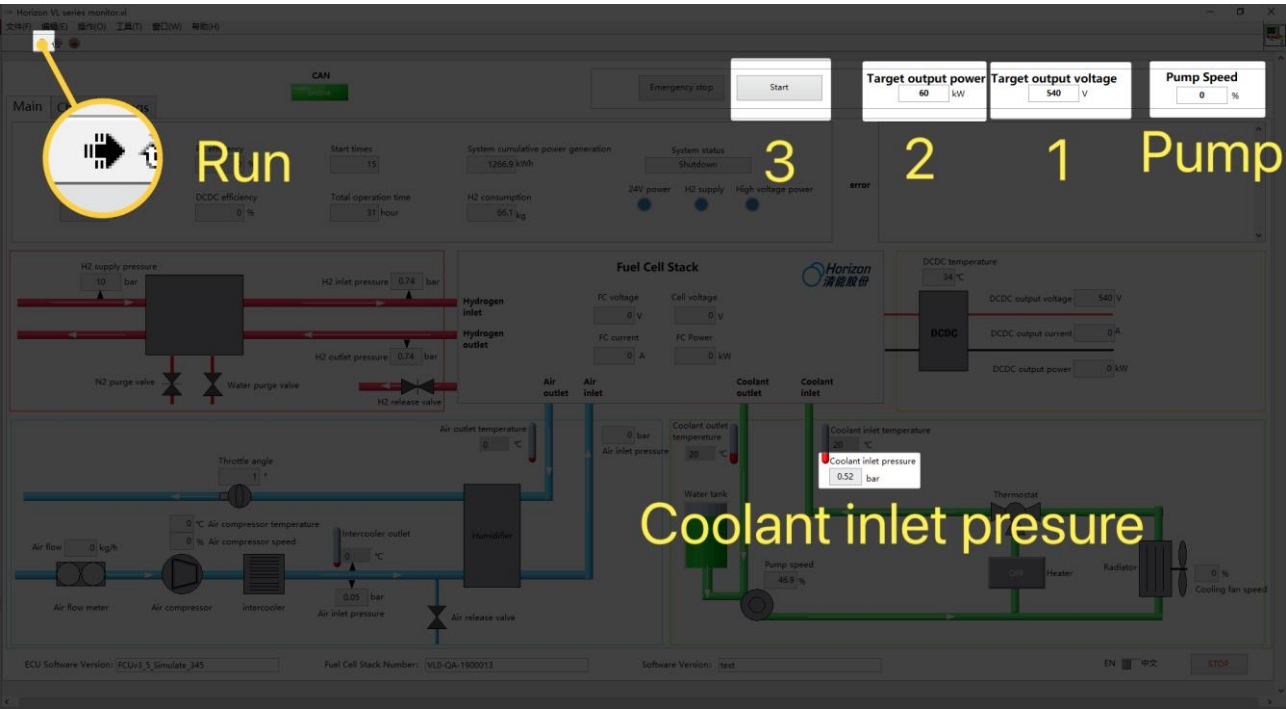 Horizon VL series monitor.vi
文件(F) 编辑(E) 操作(O) 工具(T) 窗口(W) 帮助(H)
CAN
Emergency stop
Start
Target output power
60 kW
Target output voltage
540 V
Pump Speed
0 %
Main
Run
3
2
1
Pump
Start times
15
System cumulative power generation
1266.9 kWh
System status
Shutdown
DCDC efficiency
0 %
Total operation time
31 hour
H2 consumption
66.1 kg
24V power H2 supply High voltage power
error
H2 supply pressure
10 bar
H2 inlet pressure 0.74 bar
Hydrogen inlet
Hydrogen outlet
H2 outlet pressure 0.74 bar
N2 purge valve
Water purge valve
H2 release valve
Fuel Cell Stack
Horizon
清能股份
FC voltage
0 V
Cell voltage
0 V
FC current
0 A
FC Power
0 kW
Air outlet
Air inlet
Coolant outlet
Coolant inlet
DCDC temperature
34 ℃
DCDC
DCDC output voltage 540 V
DCDC output current 0 A
DCDC output power 0 kW
Air outlet temperature
0 ℃
0 bar
Air inlet pressure
Throttle angle
1 °
0 ℃ Air compressor temperature
0 % Air compressor speed
Intercooler outlet
0 ℃
Humidifier
Air flow 0 kg/h
0.05 bar
Air inlet pressure
Air flow meter
Air compressor
intercooler
Air release valve
Coolant outlet temperature
20 ℃
Coolant inlet temperature
20 ℃
Coolant inlet pressure
0.52 bar
Coolant inlet presure
Water tank
Thermostat
Pump speed
46.9 %
OFF
Heater
Radiator
0 %
Cooling fan speed
ECU Software Version: FCUv3_5_Simulate_345
Fuel Cell Stack Number: VL0-QA-1900013
Software Version: test
EN 中文
STOP